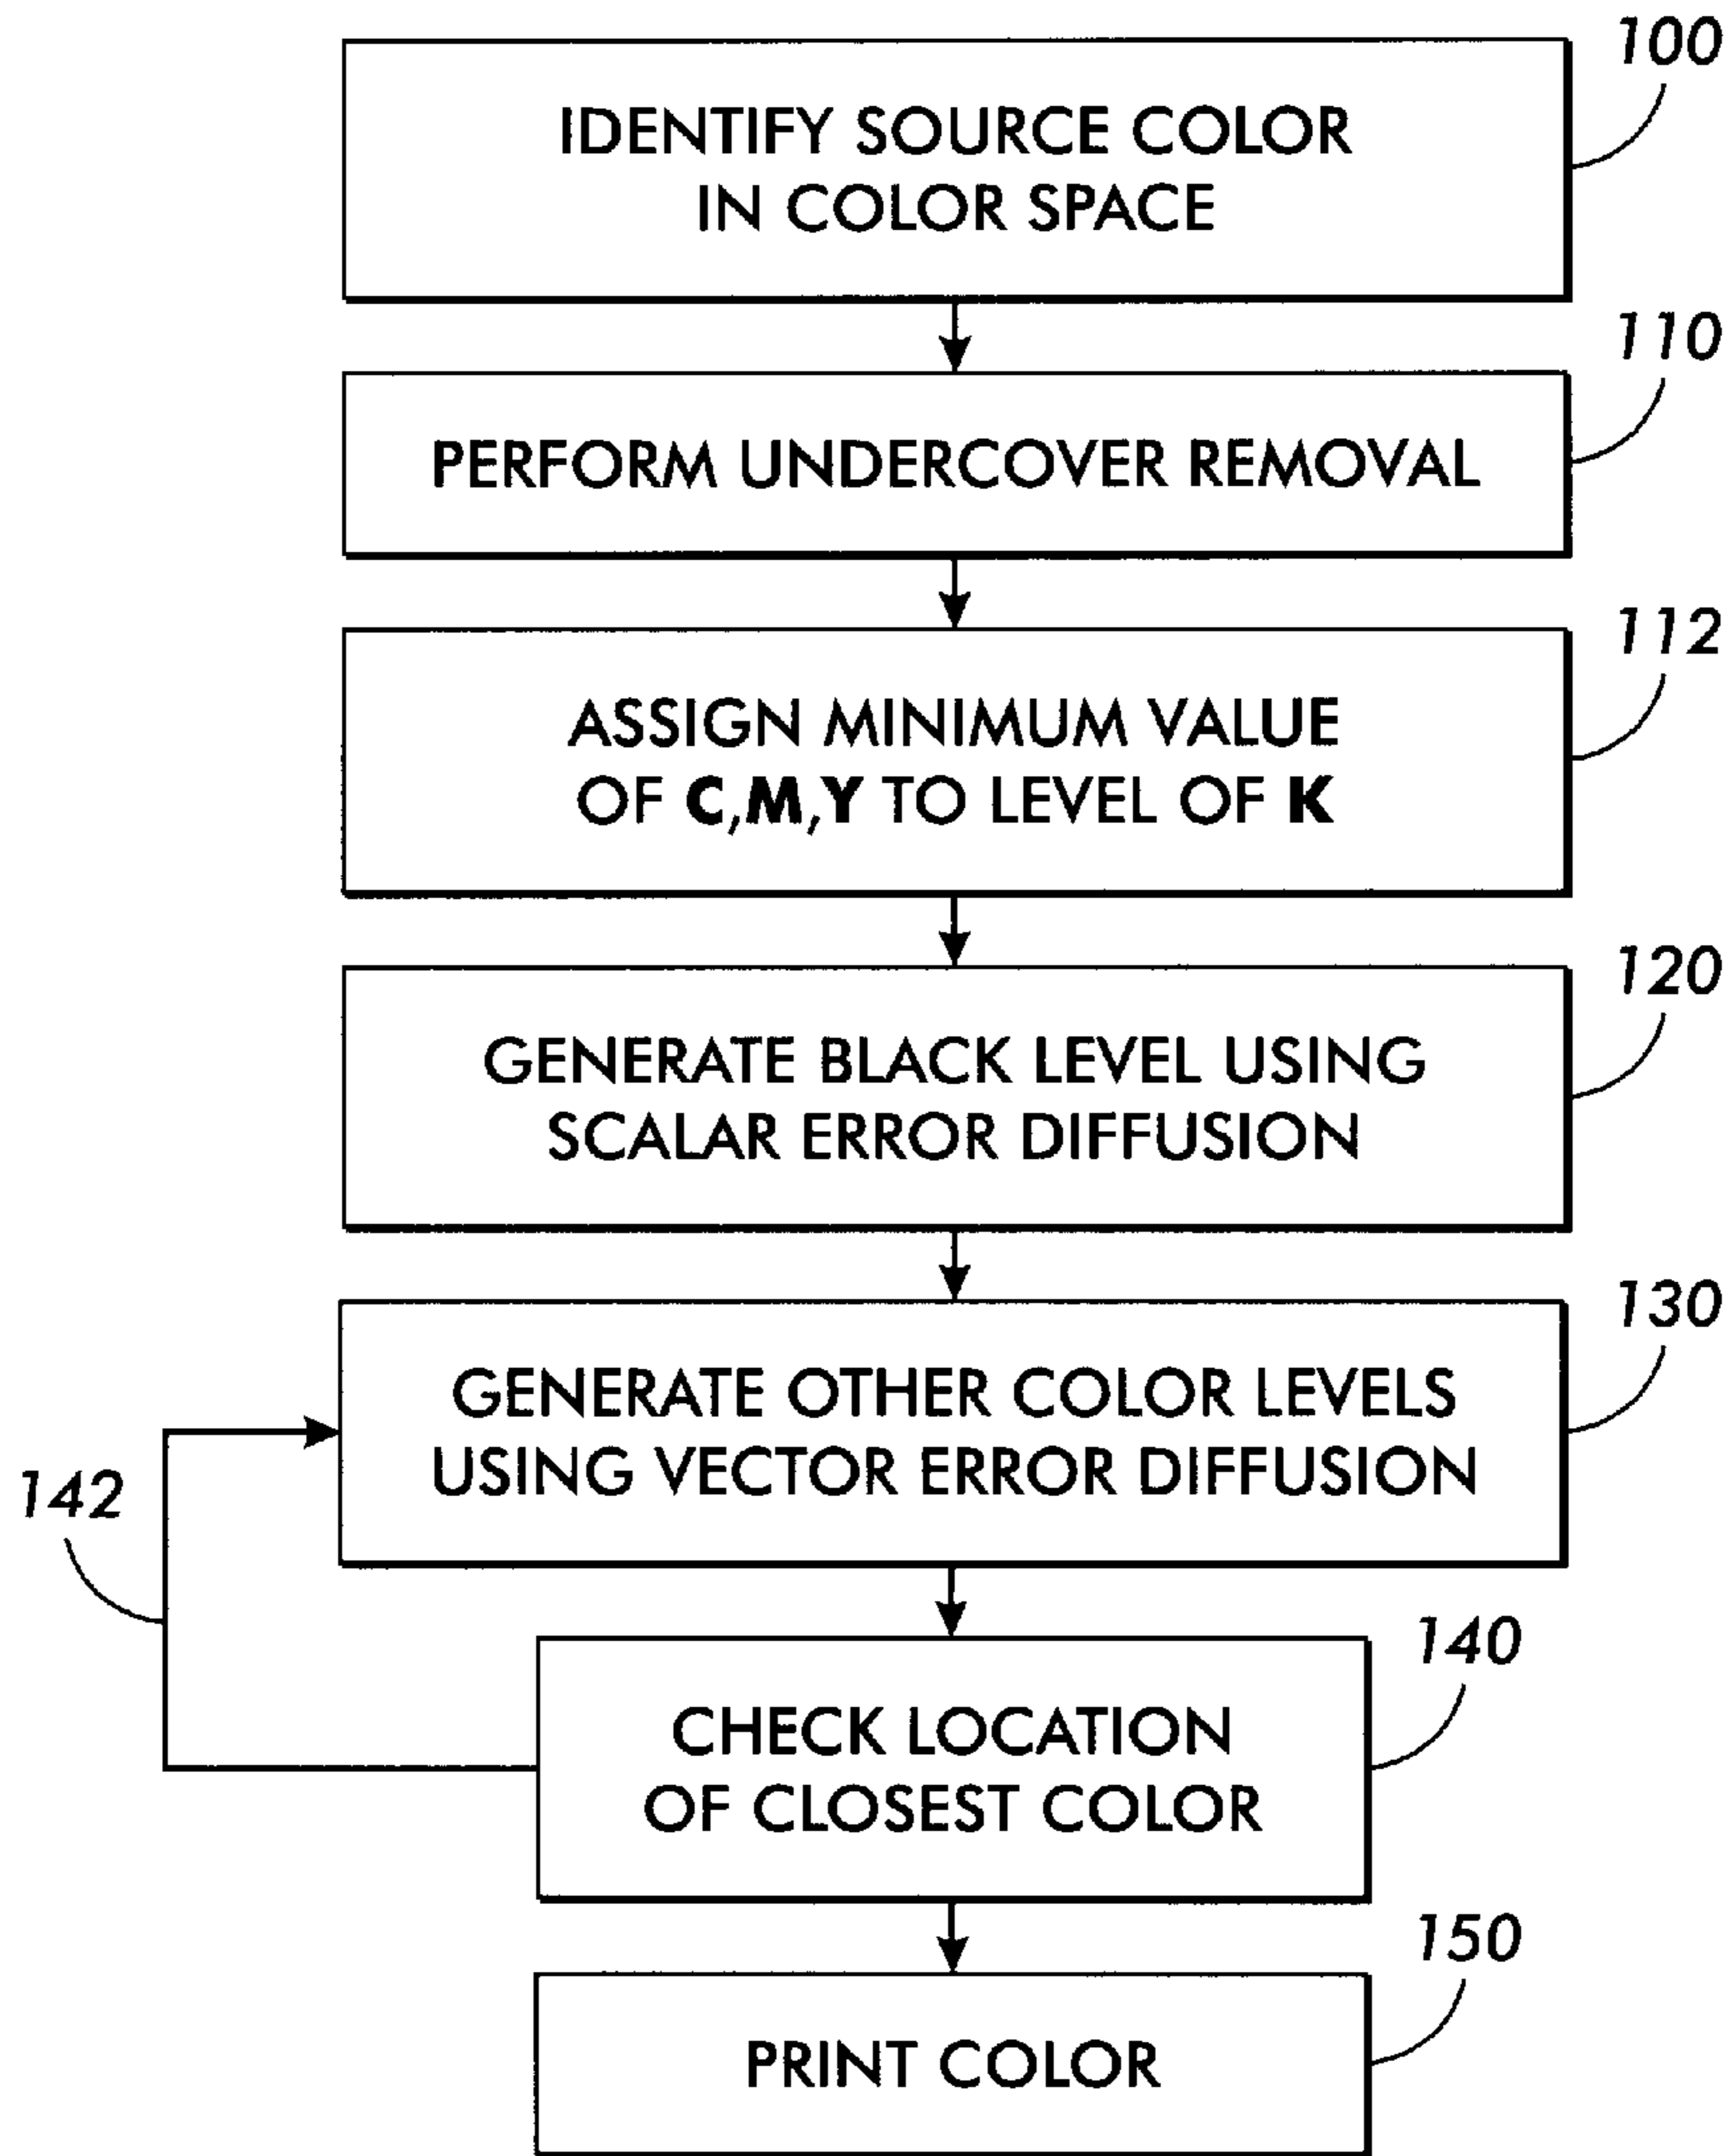 100
IDENTIFY SOURCE COLOR
IN COLOR SPACE
110
PERFORM UNDERCOVER REMOVAL
112
ASSIGN MINIMUM VALUE
OF C,M,Y TO LEVEL OF K
120
GENERATE BLACK LEVEL USING
SCALAR ERROR DIFFUSION
130
GENERATE OTHER COLOR LEVELS
USING VECTOR ERROR DIFFUSION
142
140
CHECK LOCATION
OF CLOSEST COLOR
150
PRINT COLOR